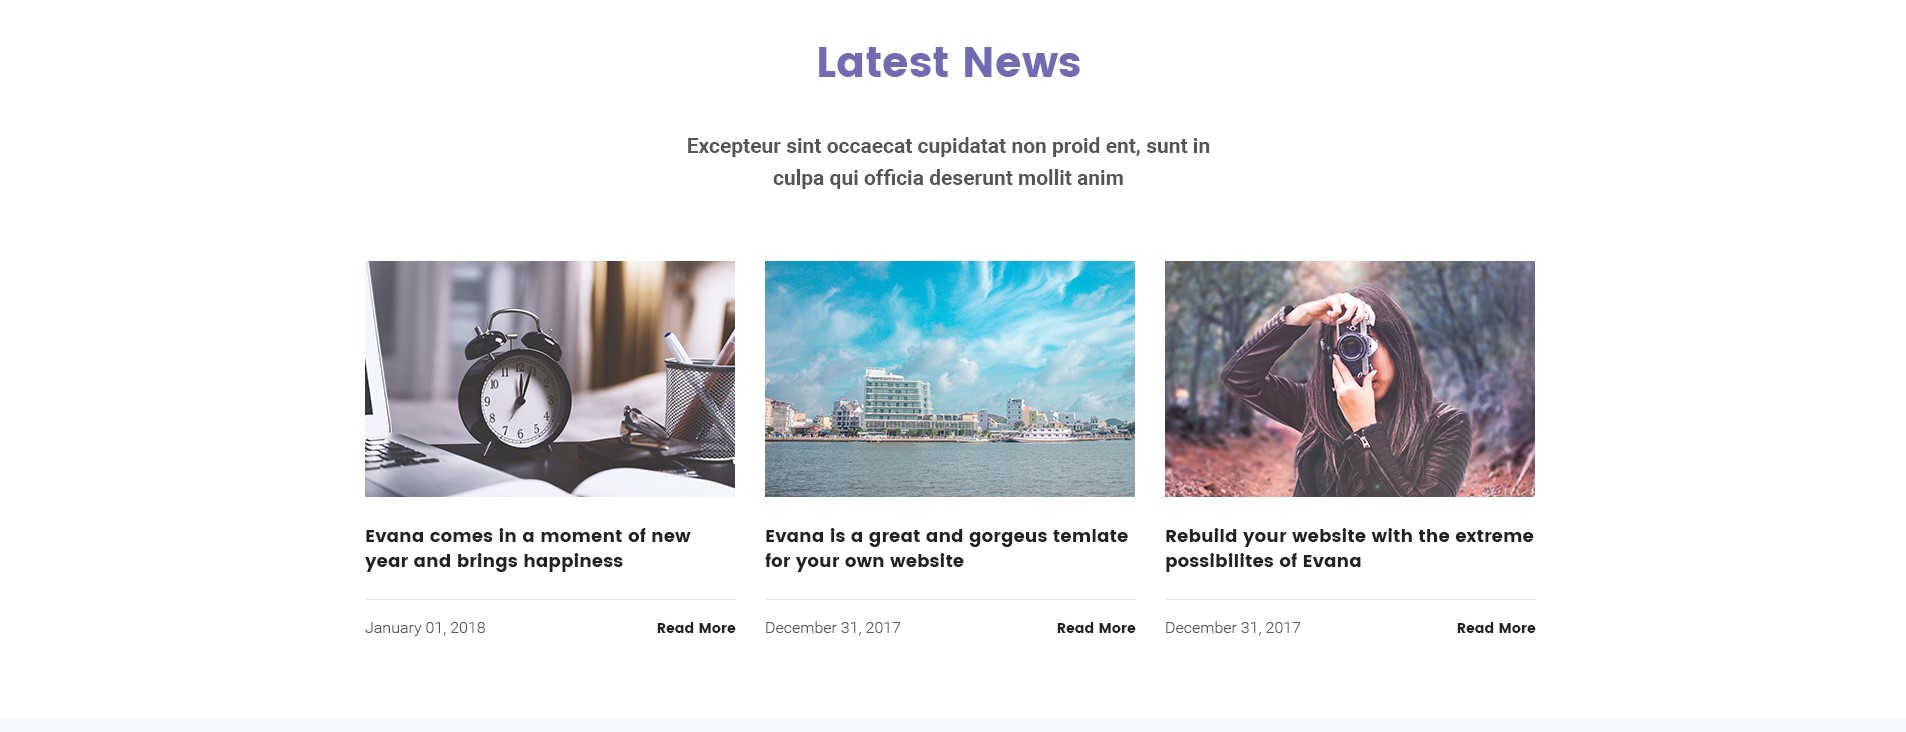 Latest News
Excepteur sint occaecat cupidatat non proid ent, sunt in
culpa qui officia deserunt mollit anim
Evana comes in a moment of new
year and brings happiness
January 01, 2018 Read More
Evana is a great and gorgeus temlate
for your own website
December 31, 2017 Read More
Rebuild your website with the extreme
possibilites of Evana
December 31, 2017 Read More